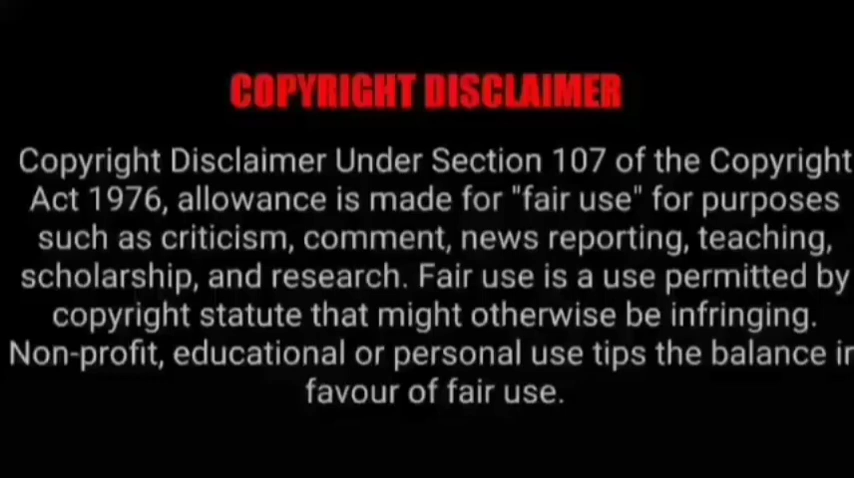 COPYRIGHT DISCLAIMER
Copyright Disclaimer Under Section 107 of the Copyright
Act 1976, allowance is made for "fair use" for purposes
such as criticism, comment, news reporting, teaching,
scholarship, and research. Fair use is a use permitted by
copyright statute that might otherwise be infringing.
Non-profit, educational or personal use tips the balance in
favour of fair use.